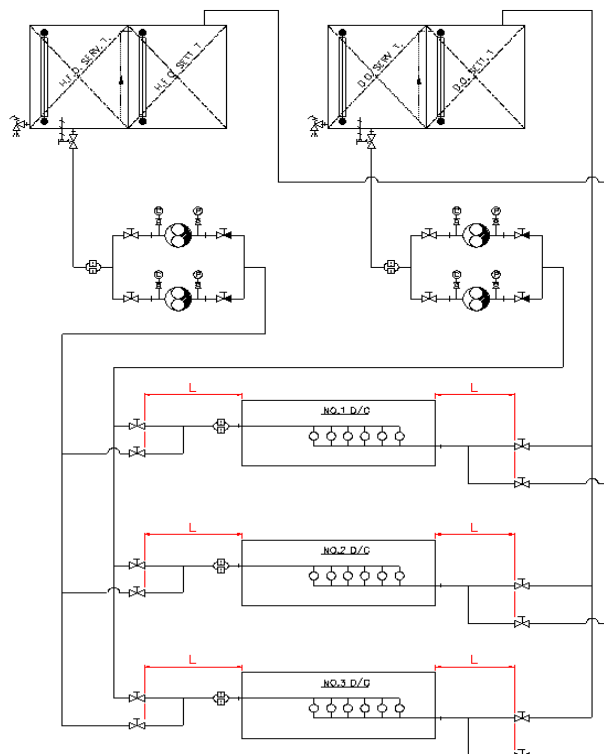 H.F.O. SERV. T.
H.F.O. SETT. T
D.O. SERV. T.
D.O. SETT. T
L
L
NO.1 D/G
L
L
NO.2 D/G
L
L
NO.3 D/G